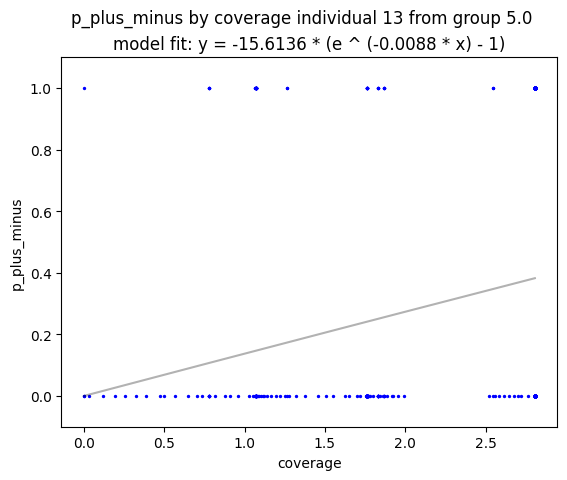 p_plus_minus by coverage individual 13 from group 5.0
model fit: y = -15.6136 * (e ^ (-0.0088 * x) - 1)
1.0
0.8
0.6
0.4
0.2
0.0
p_plus_minus
0.0 0.5 1.0 1.5 2.0 2.5
coverage